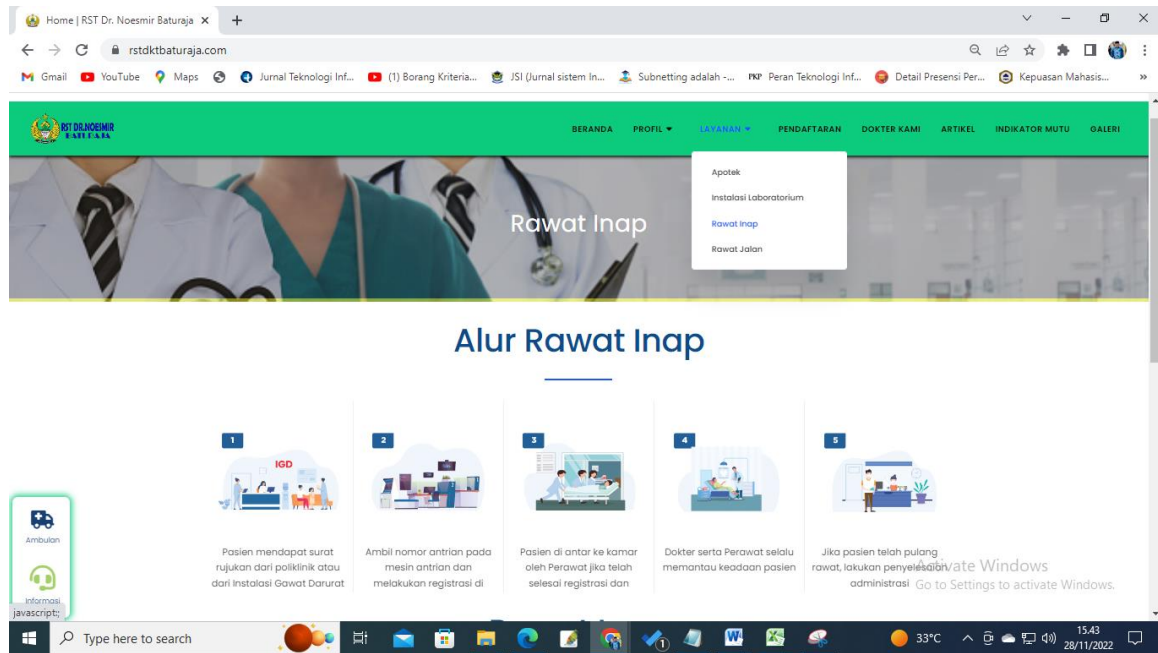 Home | RST Dr. Noesmir Baturaja
rstdktbaturaja.com
Gmail YouTube Maps Jurnal Teknologi Inf... (1) Borang Kriteria... JSI (Jurnal sistem In... Subnetting adalah -... PKP Peran Teknologi Inf... Detail Presensi Per... Kepuasan Mahasis... »
RST DR.NOESMIR
BATURAJA
BERANDA PROFIL LAYANAN PENDAFTARAN DOKTER KAMI ARTIKEL INDIKATOR MUTU GALERI
Apotek
Instalasi Laboratorium
Rawat Inap
Rawat Jalan
Rawat Inap
Alur Rawat Inap
1 2 3 4 5
IGD
Pasien mendapat surat
rujukan dari poliklinik atau
dari Instalasi Gawat Darurat
Ambil nomor antrian pada
mesin antrian dan
melakukan registrasi di
Pasien di antar ke kamar
oleh Perawat jika telah
selesai registrasi dan
Dokter serta Perawat selalu
memantau keadaan pasien
Jika pasien telah pulang
rawat, lakukan penyelesaian
administrasi
Ambulan
Informasi
javascript:;
Activate Windows
Go to Settings to activate Windows.
Type here to search
1
33°C
15.43
28/11/2022